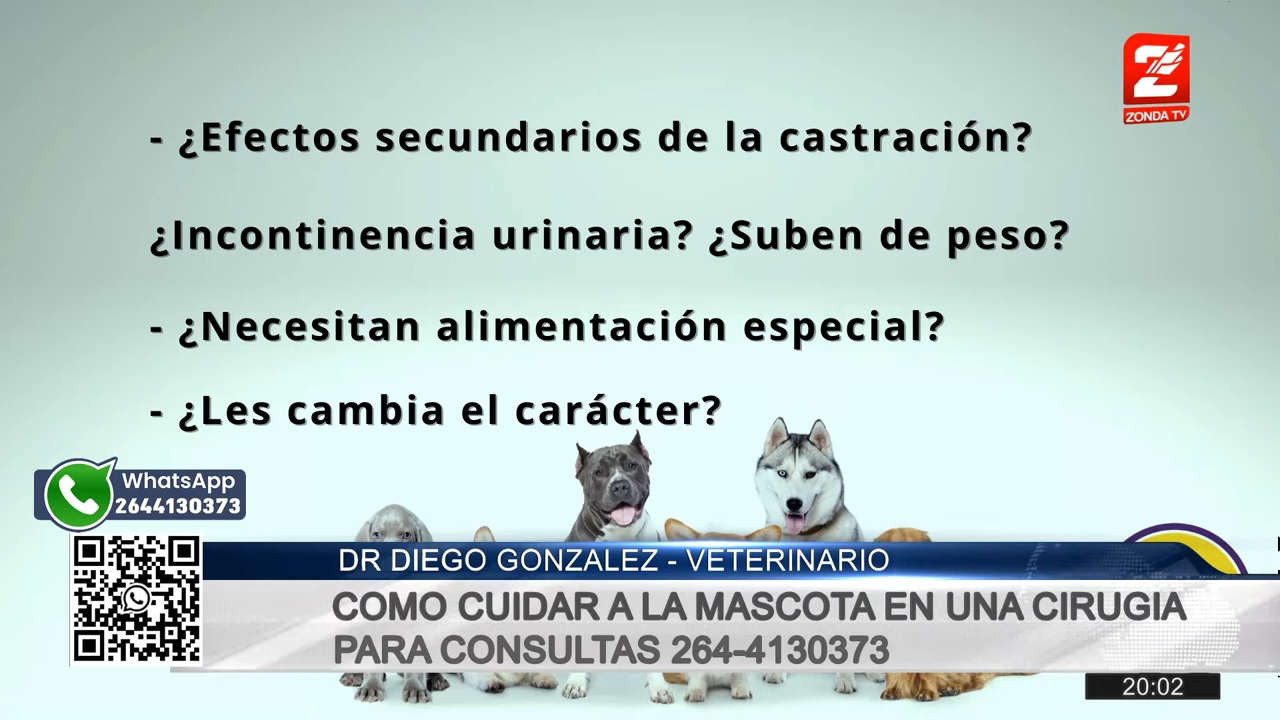 ZONDA TV
- ¿Efectos secundarios de la castración?
¿Incontinencia urinaria? ¿Suben de peso?
- ¿Necesitan alimentación especial?
- ¿Les cambia el carácter?
WhatsApp
2644130373
DR DIEGO GONZALEZ - VETERINARIO
COMO CUIDAR A LA MASCOTA EN UNA CIRUGIA
PARA CONSULTAS 264-4130373
20:02